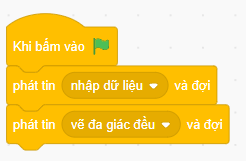 Khi bấm vào
phát tin nhập dữ liệu và đợi
phát tin vẽ đa giác đều và đợi